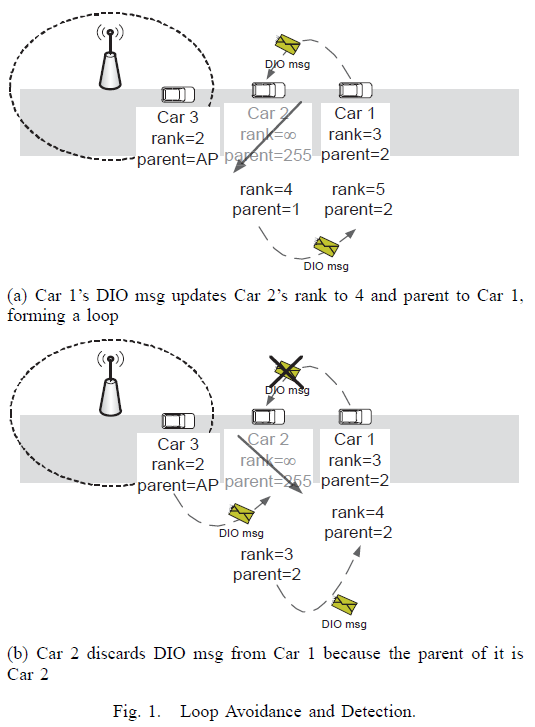 DIO msg
Car 3
rank=2
parent=AP
Car 2
rank=∞
parent=255
Car 1
rank=3
parent=2
rank=4
parent=1
rank=5
parent=2
DIO msg
(a) Car 1's DIO msg updates Car 2's rank to 4 and parent to Car 1,
forming a loop
DIO msg
Car 3
rank=2
parent=AP
Car 2
rank=∞
parent=255
Car 1
rank=3
parent=2
DIO msg
rank=3
parent=2
rank=4
parent=2
DIO msg
(b) Car 2 discards DIO msg from Car 1 because the parent of it is
Car 2
Fig. 1. Loop Avoidance and Detection.